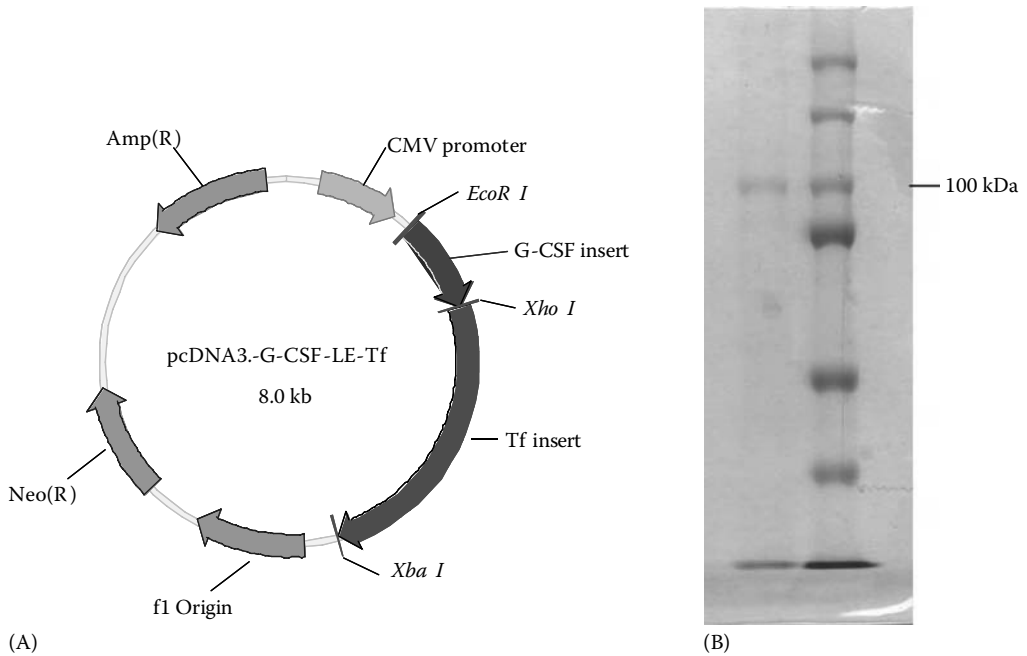 Amp(R)
CMV promoter
EcoR I
G-CSF insert
Xho I
pcDNA3.-G-CSF-LE-Tf
8.0 kb
Tf insert
Neo(R)
Xba I
f1 Origin
(A)
100 kDa
(B)